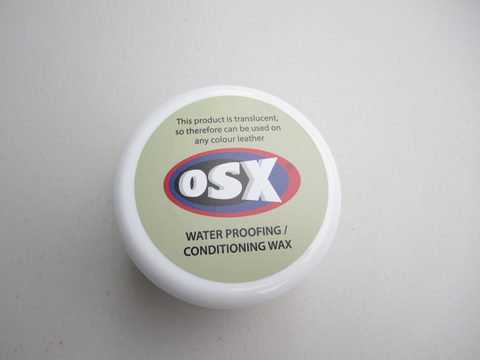 This product is translucent,
so therefore can be used on
any colour leather
OSX
WATER PROOFING /
CONDITIONING WAX